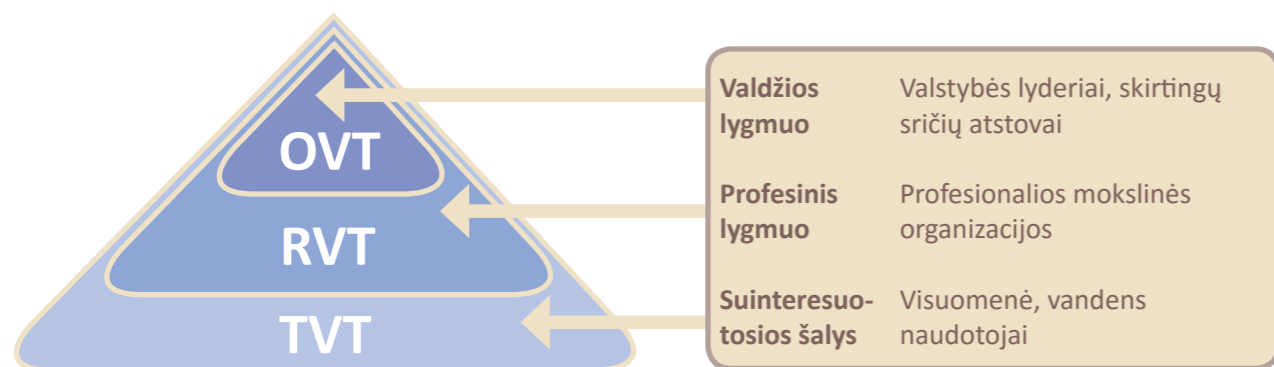 OVT
RVT
TVT
Valdžios
lygmuo
Valstybės lyderiai, skirtingų
sričių atstovai
Profesinis
lygmuo
Profesionalios mokslinės
organizacijos
Suinteresuo-
tosios šalys
Visuomenė, vandens
naudotojai